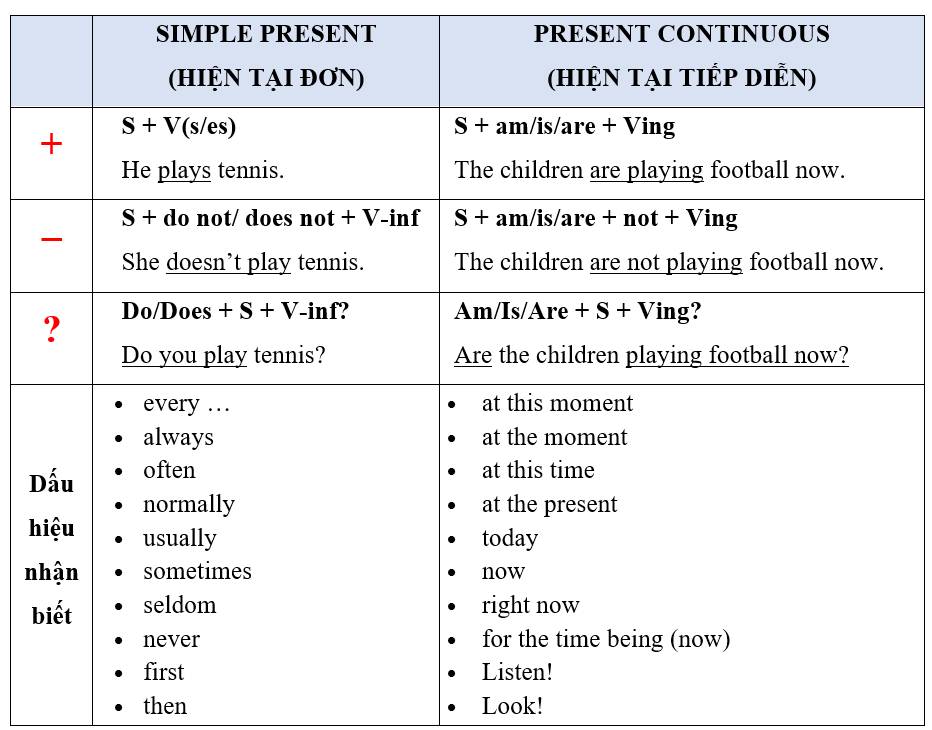 SIMPLE PRESENT
(HIỆN TẠI ĐƠN)
PRESENT CONTINUOUS
(HIỆN TẠI TIẾP DIỄN)
+
S + V(s/es)
He plays tennis.
S + am/is/are + Ving
The children are playing football now.
–
S + do not/ does not + V-inf
She doesn’t play tennis.
S + am/is/are + not + Ving
The children are not playing football now.
?
Do/Does + S + V-inf?
Do you play tennis?
Am/Is/Are + S + Ving?
Are the children playing football now?
Dấu
hiệu
nhận
biết
• every …
• always
• often
• normally
• usually
• sometimes
• seldom
• never
• first
• then
• at this moment
• at the moment
• at this time
• at the present
• today
• now
• right now
• for the time being (now)
• Listen!
• Look!